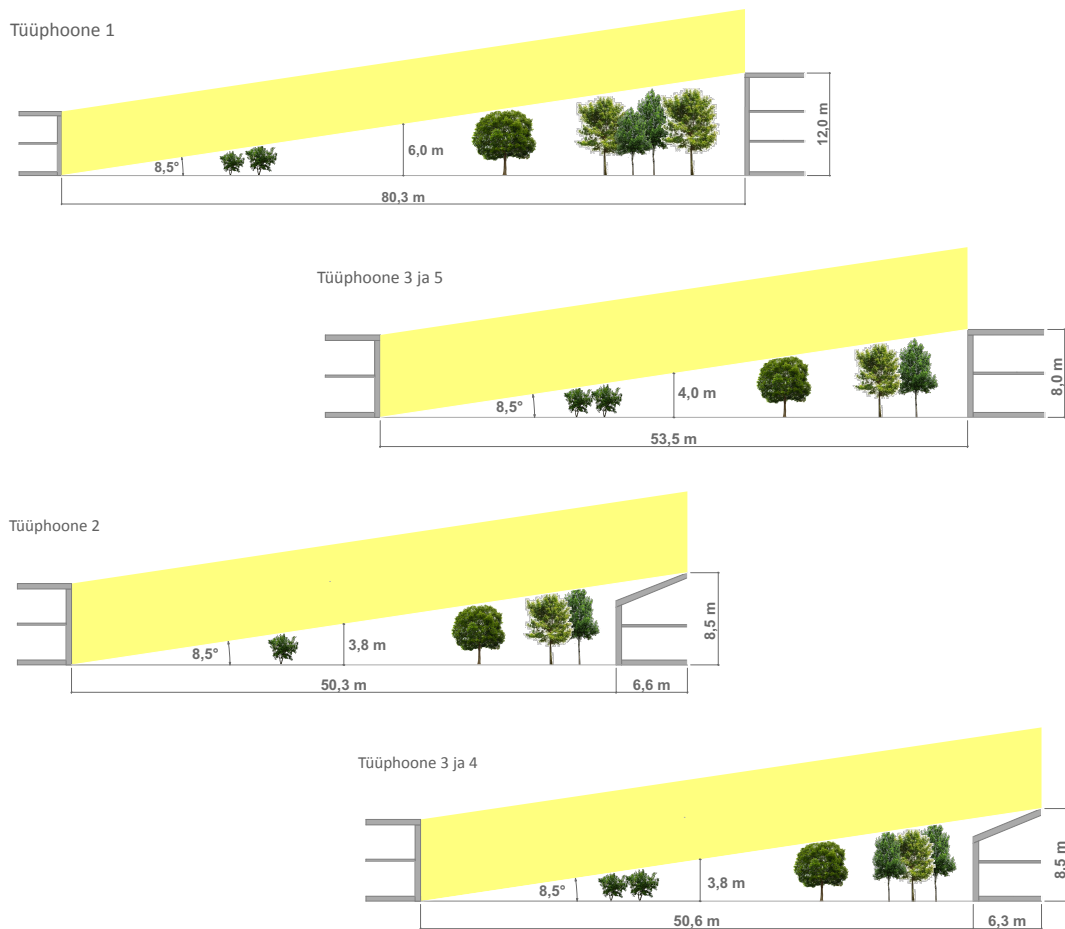 Tüüphoone 1
8,5°
6,0 m
12,0 m
80,3 m
Tüüphoone 3 ja 5
8,5°
4,0 m
8,0 m
53,5 m
Tüüphoone 2
8,5°
3,8 m
8,5 m
50,3 m
6,6 m
Tüüphoone 3 ja 4
8,5°
3,8 m
8,5 m
50,6 m
6,3 m